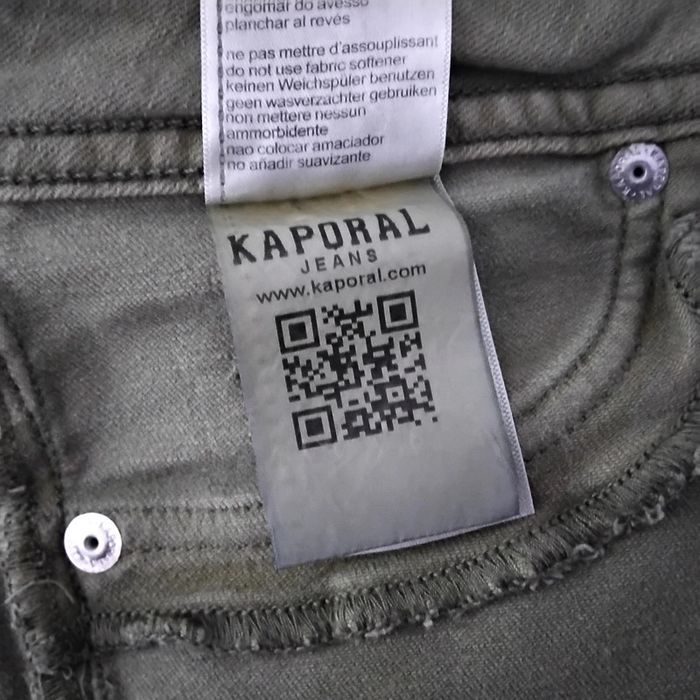 engomar do avesso
planchar al revés
ne pas mettre d'assouplissant
do not use fabric softener
keinen Weichspüler benutzen
geen wasverzachter gebruiken
non mettere nessun
ammorbidente
nao colocar amaciador
no añadir suavizante
KAPORAL
JEANS
www.kaporal.com